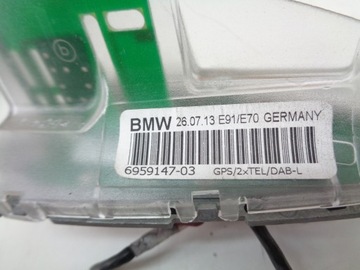 b
BMW 26.07.13 E91/E70 GERMANY
6959147-03 GPS/2xTEL/DAB-L